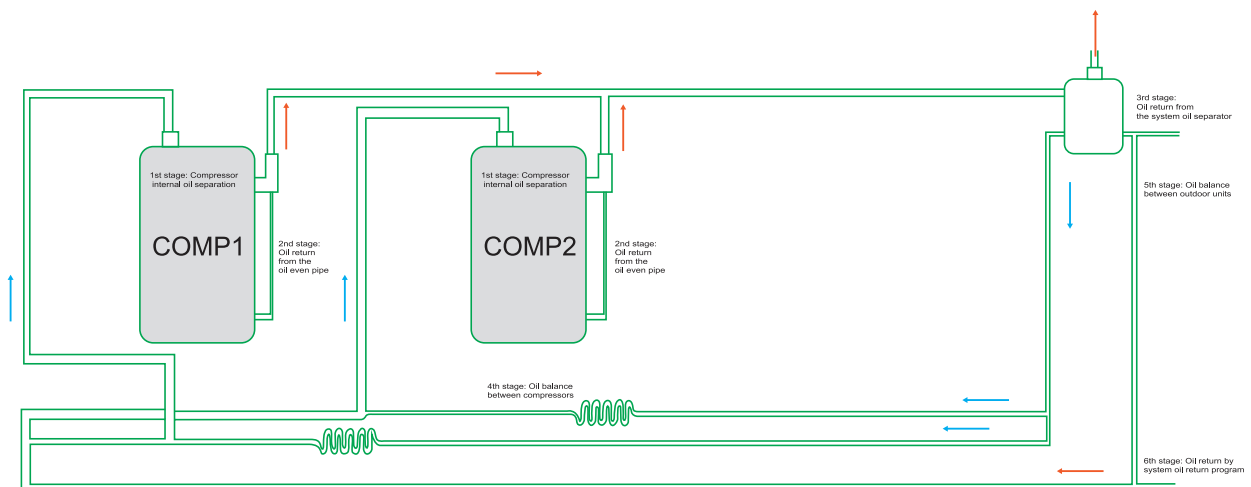 1st stage: Compressor
internal oil separation
COMP1
2nd stage:
Oil return
from the
oil even pipe
1st stage: Compressor
internal oil separation
COMP2
2nd stage:
Oil return
from the
oil even pipe
3rd stage:
Oil return from
the system oil separator
5th stage: Oil balance
between outdoor units
4th stage: Oil balance
between compressors
6th stage: Oil return by
system oil return program